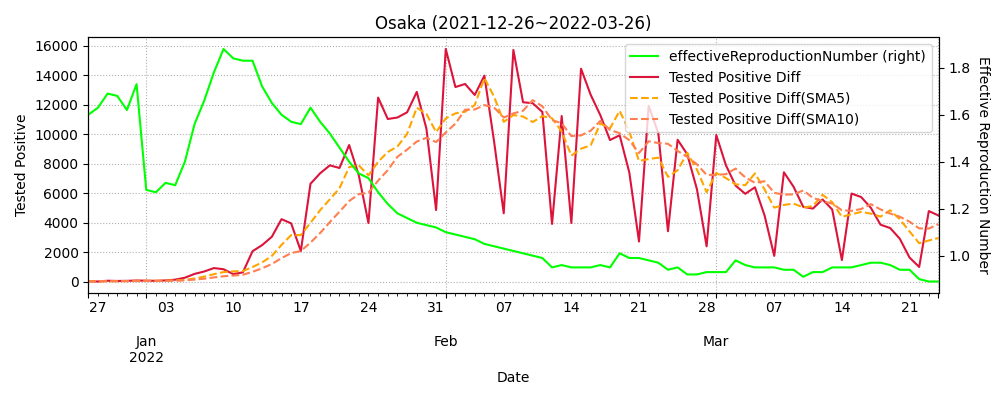 Osaka (2021-12-26~2022-03-26)
Tested Positive
16000
14000
12000
10000
8000
6000
4000
2000
0
effectiveReproductionNumber (right)
Tested Positive Diff
Tested Positive Diff(SMA5)
Tested Positive Diff(SMA10)
1.8
1.6
1.4
1.2
1.0
Effective Reproduction Number
27 03 10 17 24 31 07 14 21 28 07 14 21
Jan Feb Mar
2022
Date